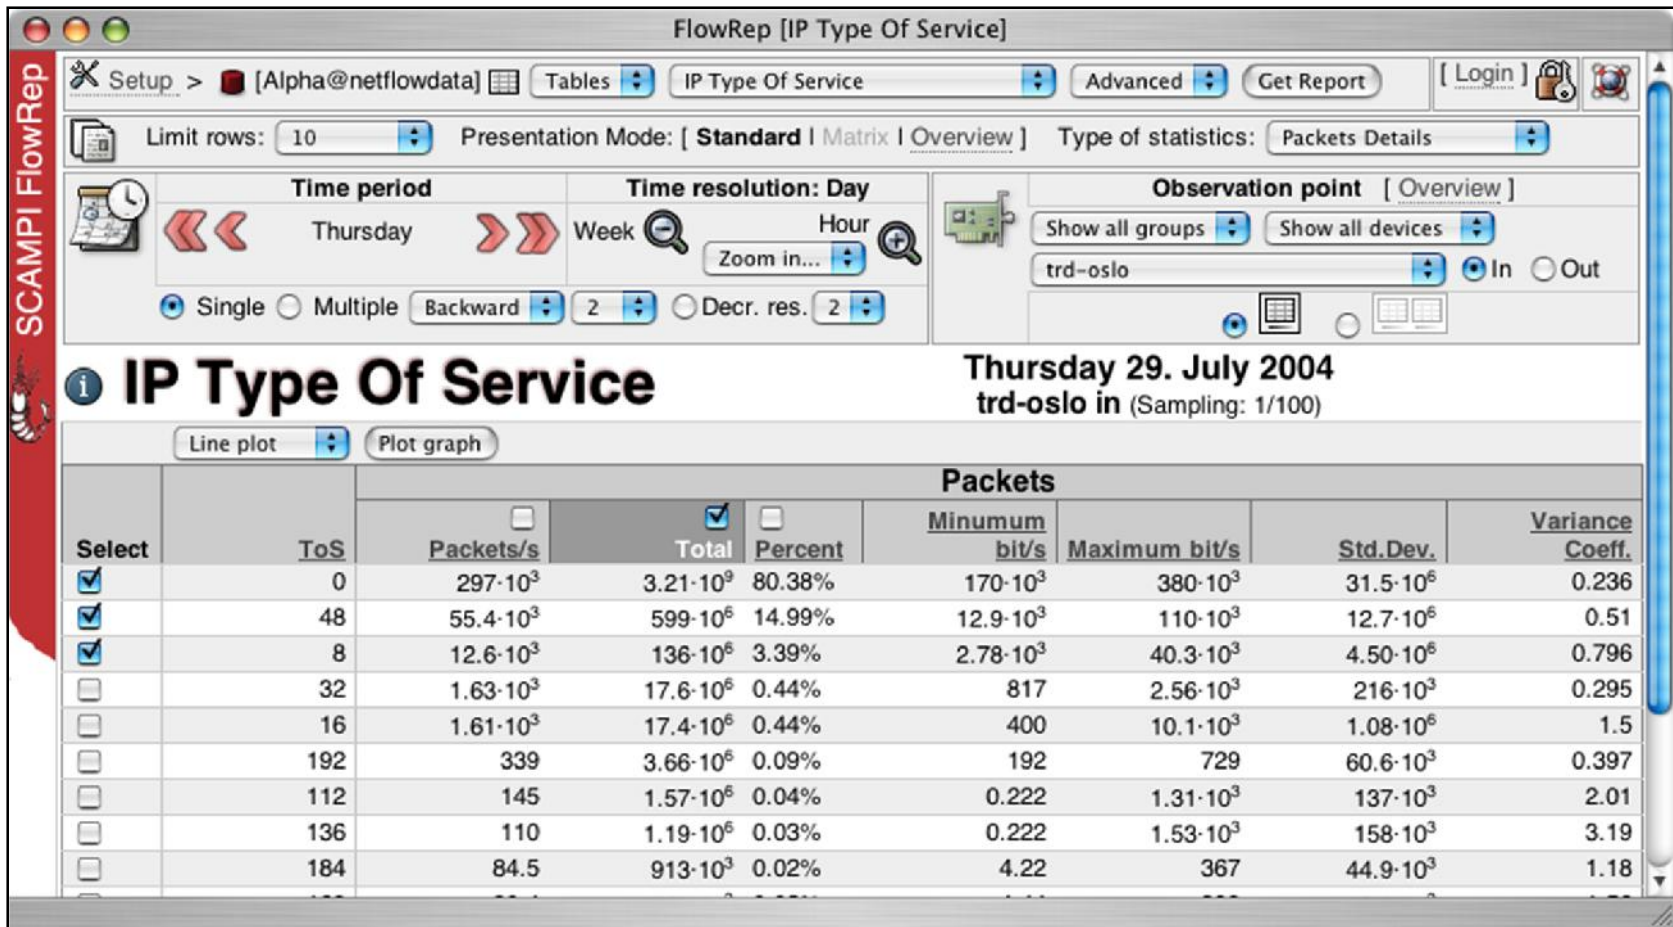 FlowRep [IP Type Of Service]
SCAMPI FlowRep
Setup > [Alpha@netflowdata] Tables IP Type Of Service Advanced Get Report [ Login ]
Limit rows: 10 Presentation Mode: [ Standard | Matrix | Overview ] Type of statistics: Packets Details
Time period Time resolution: Day Observation point [ Overview ]
Thursday Week Hour Show all groups Show all devices
Zoom in... trd-oslo In Out
Single Multiple Backward 2 Decr. res. 2
IP Type Of Service Thursday 29. July 2004
trd-oslo in (Sampling: 1/100)
Line plot Plot graph
Packets
Select ToS Packets/s Total Percent Minumum bit/s Maximum bit/s Std.Dev. Variance Coeff.
0 297·10³ 3.21·10⁹ 80.38% 170·10³ 380·10³ 31.5·10⁶ 0.236
48 55.4·10³ 599·10⁶ 14.99% 12.9·10³ 110·10³ 12.7·10⁶ 0.51
8 12.6·10³ 136·10⁶ 3.39% 2.78·10³ 40.3·10³ 4.50·10⁶ 0.796
32 1.63·10³ 17.6·10⁶ 0.44% 817 2.56·10³ 216·10³ 0.295
16 1.61·10³ 17.4·10⁶ 0.44% 400 10.1·10³ 1.08·10⁶ 1.5
192 339 3.66·10⁶ 0.09% 192 729 60.6·10³ 0.397
112 145 1.57·10⁶ 0.04% 0.222 1.31·10³ 137·10³ 2.01
136 110 1.19·10⁶ 0.03% 0.222 1.53·10³ 158·10³ 3.19
184 84.5 913·10³ 0.02% 4.22 367 44.9·10³ 1.18